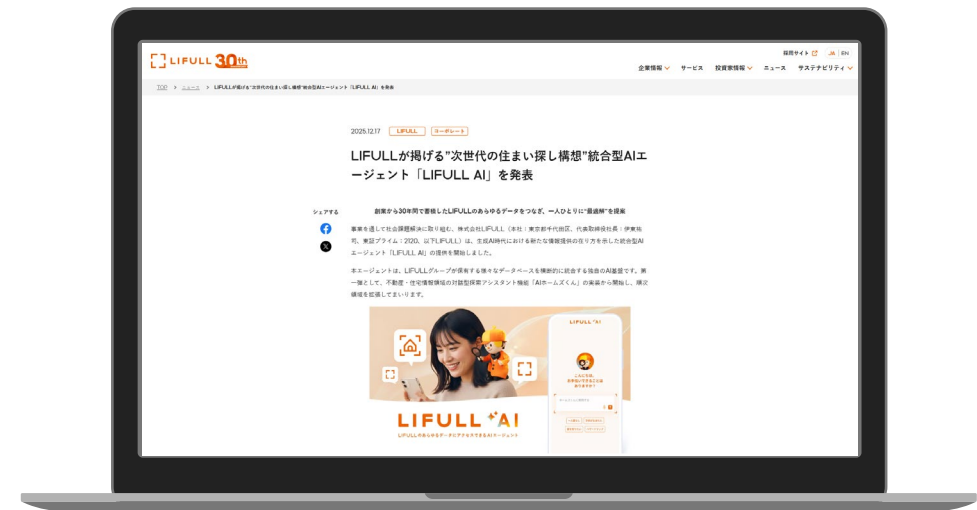 LIFULL 30th
採用サイト JA | EN
企業情報 サービス 投資家情報 ニュース サステナビリティ
TOP > ニュース > LIFULLが掲げる”次世代の住まい探し構想”統合型AIエージェント「LIFULL AI」を発表
2025.12.17 LIFULL コーポレート
LIFULLが掲げる”次世代の住まい探し構想”統合型AIエ
ージェント「LIFULL AI」を発表
シェアする
創業から30年間で蓄積したLIFULLのあらゆるデータをつなぎ、一人ひとりに“最適解”を提案
事業を通して社会課題解決に取り組む、株式会社LIFULL（本社：東京都千代田区、代表取締役社長：伊東祐
司、東証プライム：2120、以下LIFULL）は、生成AI時代における新たな情報提供の在り方を示した統合型AI
エージェント「LIFULL AI」の提供を開始しました。
本エージェントは、LIFULLグループが保有する様々なデータベースを横断的に統合する独自のAI基盤です。第
一弾として、不動産・住宅情報領域の対話型探索アシスタント機能「AIホームズくん」の実装から開始し、順次
領域を拡張してまいります。
LIFULL AI
LIFULLのあらゆるデータにアクセスできるAIエージェント
LIFULL AI
こんにちは、
お手伝いできることは
ありますか？